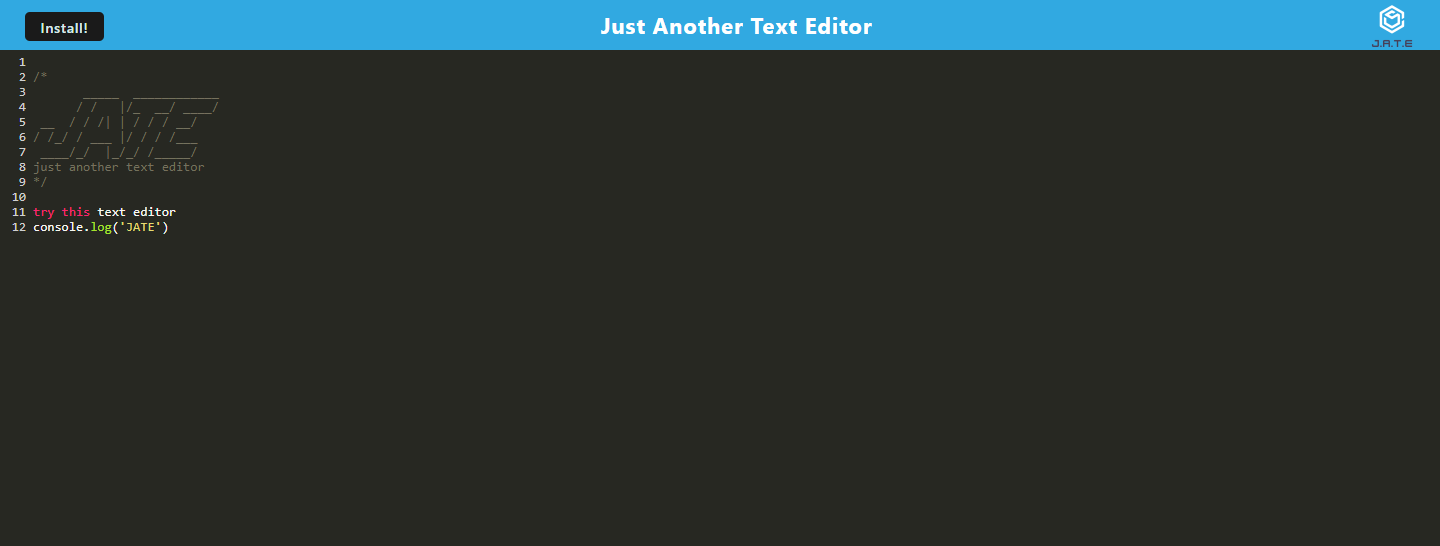 Install!
Just Another Text Editor
J.A.T.E
1
2 /*
3        _____  ____________
4       / /   |/_  __/ ____/
5  __  / / /| | / / / __/
6 / /_/ / ___ |/ / / /___
7  ____/_/  |_/_/ /_____/
8 just another text editor
9 */
10
11 try this text editor
12 console.log('JATE')